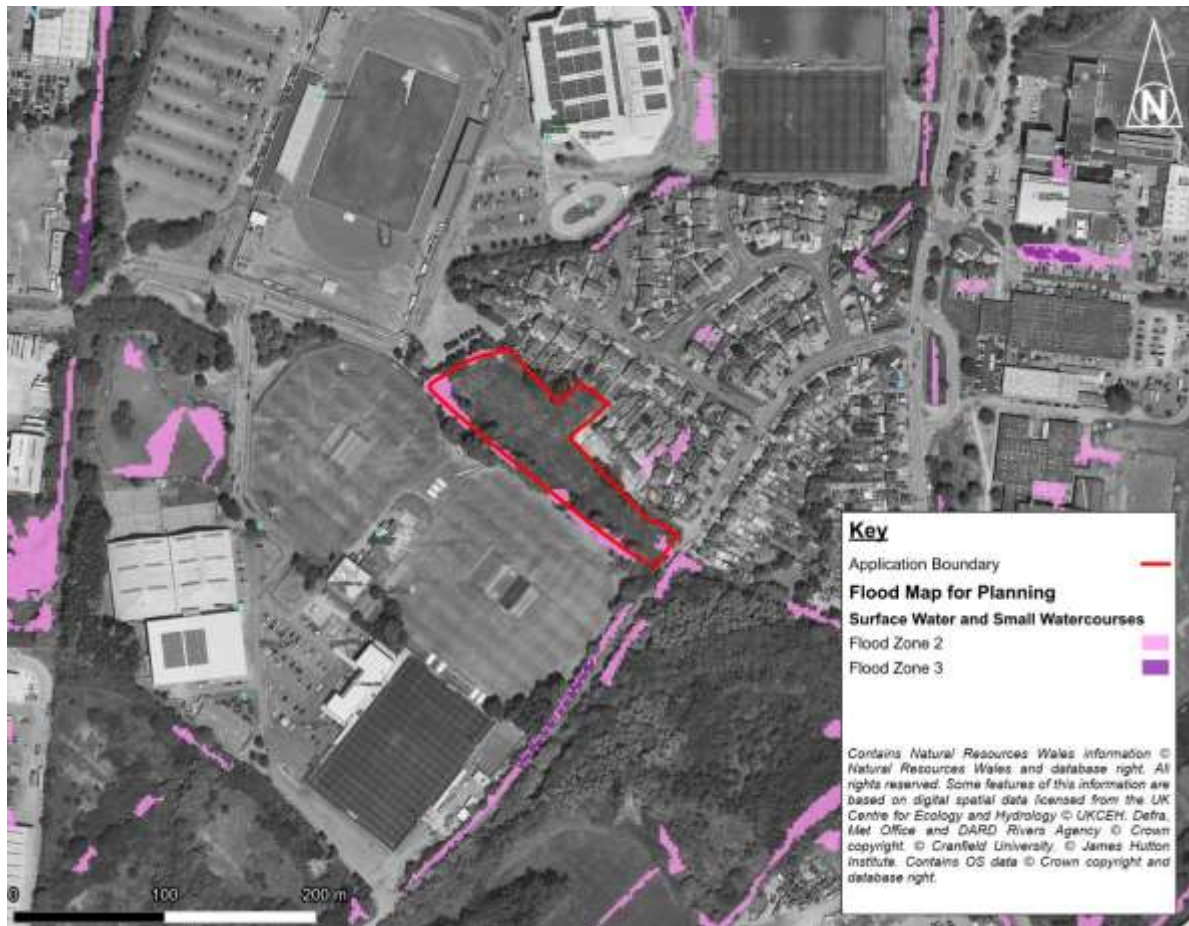 N
Key
Application Boundary
Flood Map for Planning
Surface Water and Small Watercourses
Flood Zone 2
Flood Zone 3
Contains Natural Resources Wales information ©
Natural Resources Wales and database right. All
rights reserved. Some features of this information are
based on digital spatial data licensed from the UK
Centre for Ecology and Hydrology © UKCEH. Defra,
Met Office and DARD Rivers Agency © Crown
copyright. © Cranfield University. © James Hutton
Institute. Contains OS data © Crown copyright and
database right.
0 100 200 m